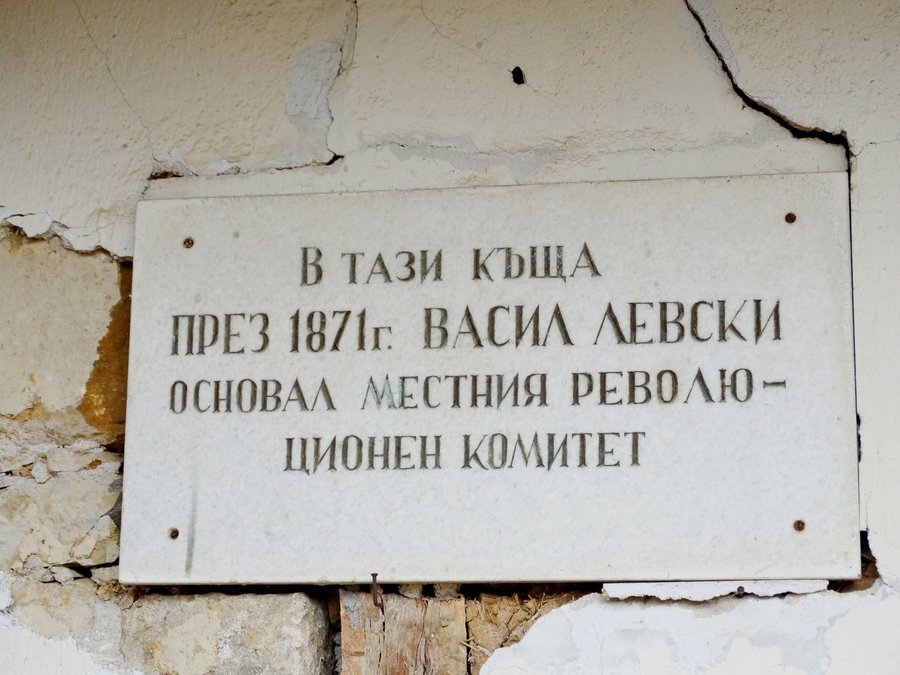 В ТАЗИ КЪЩА
ПРЕЗ 1871г. ВАСИЛ ЛЕВСКИ
ОСНОВАЛ МЕСТНИЯ РЕВОЛЮ-
ЦИОНЕН КОМИТЕТ